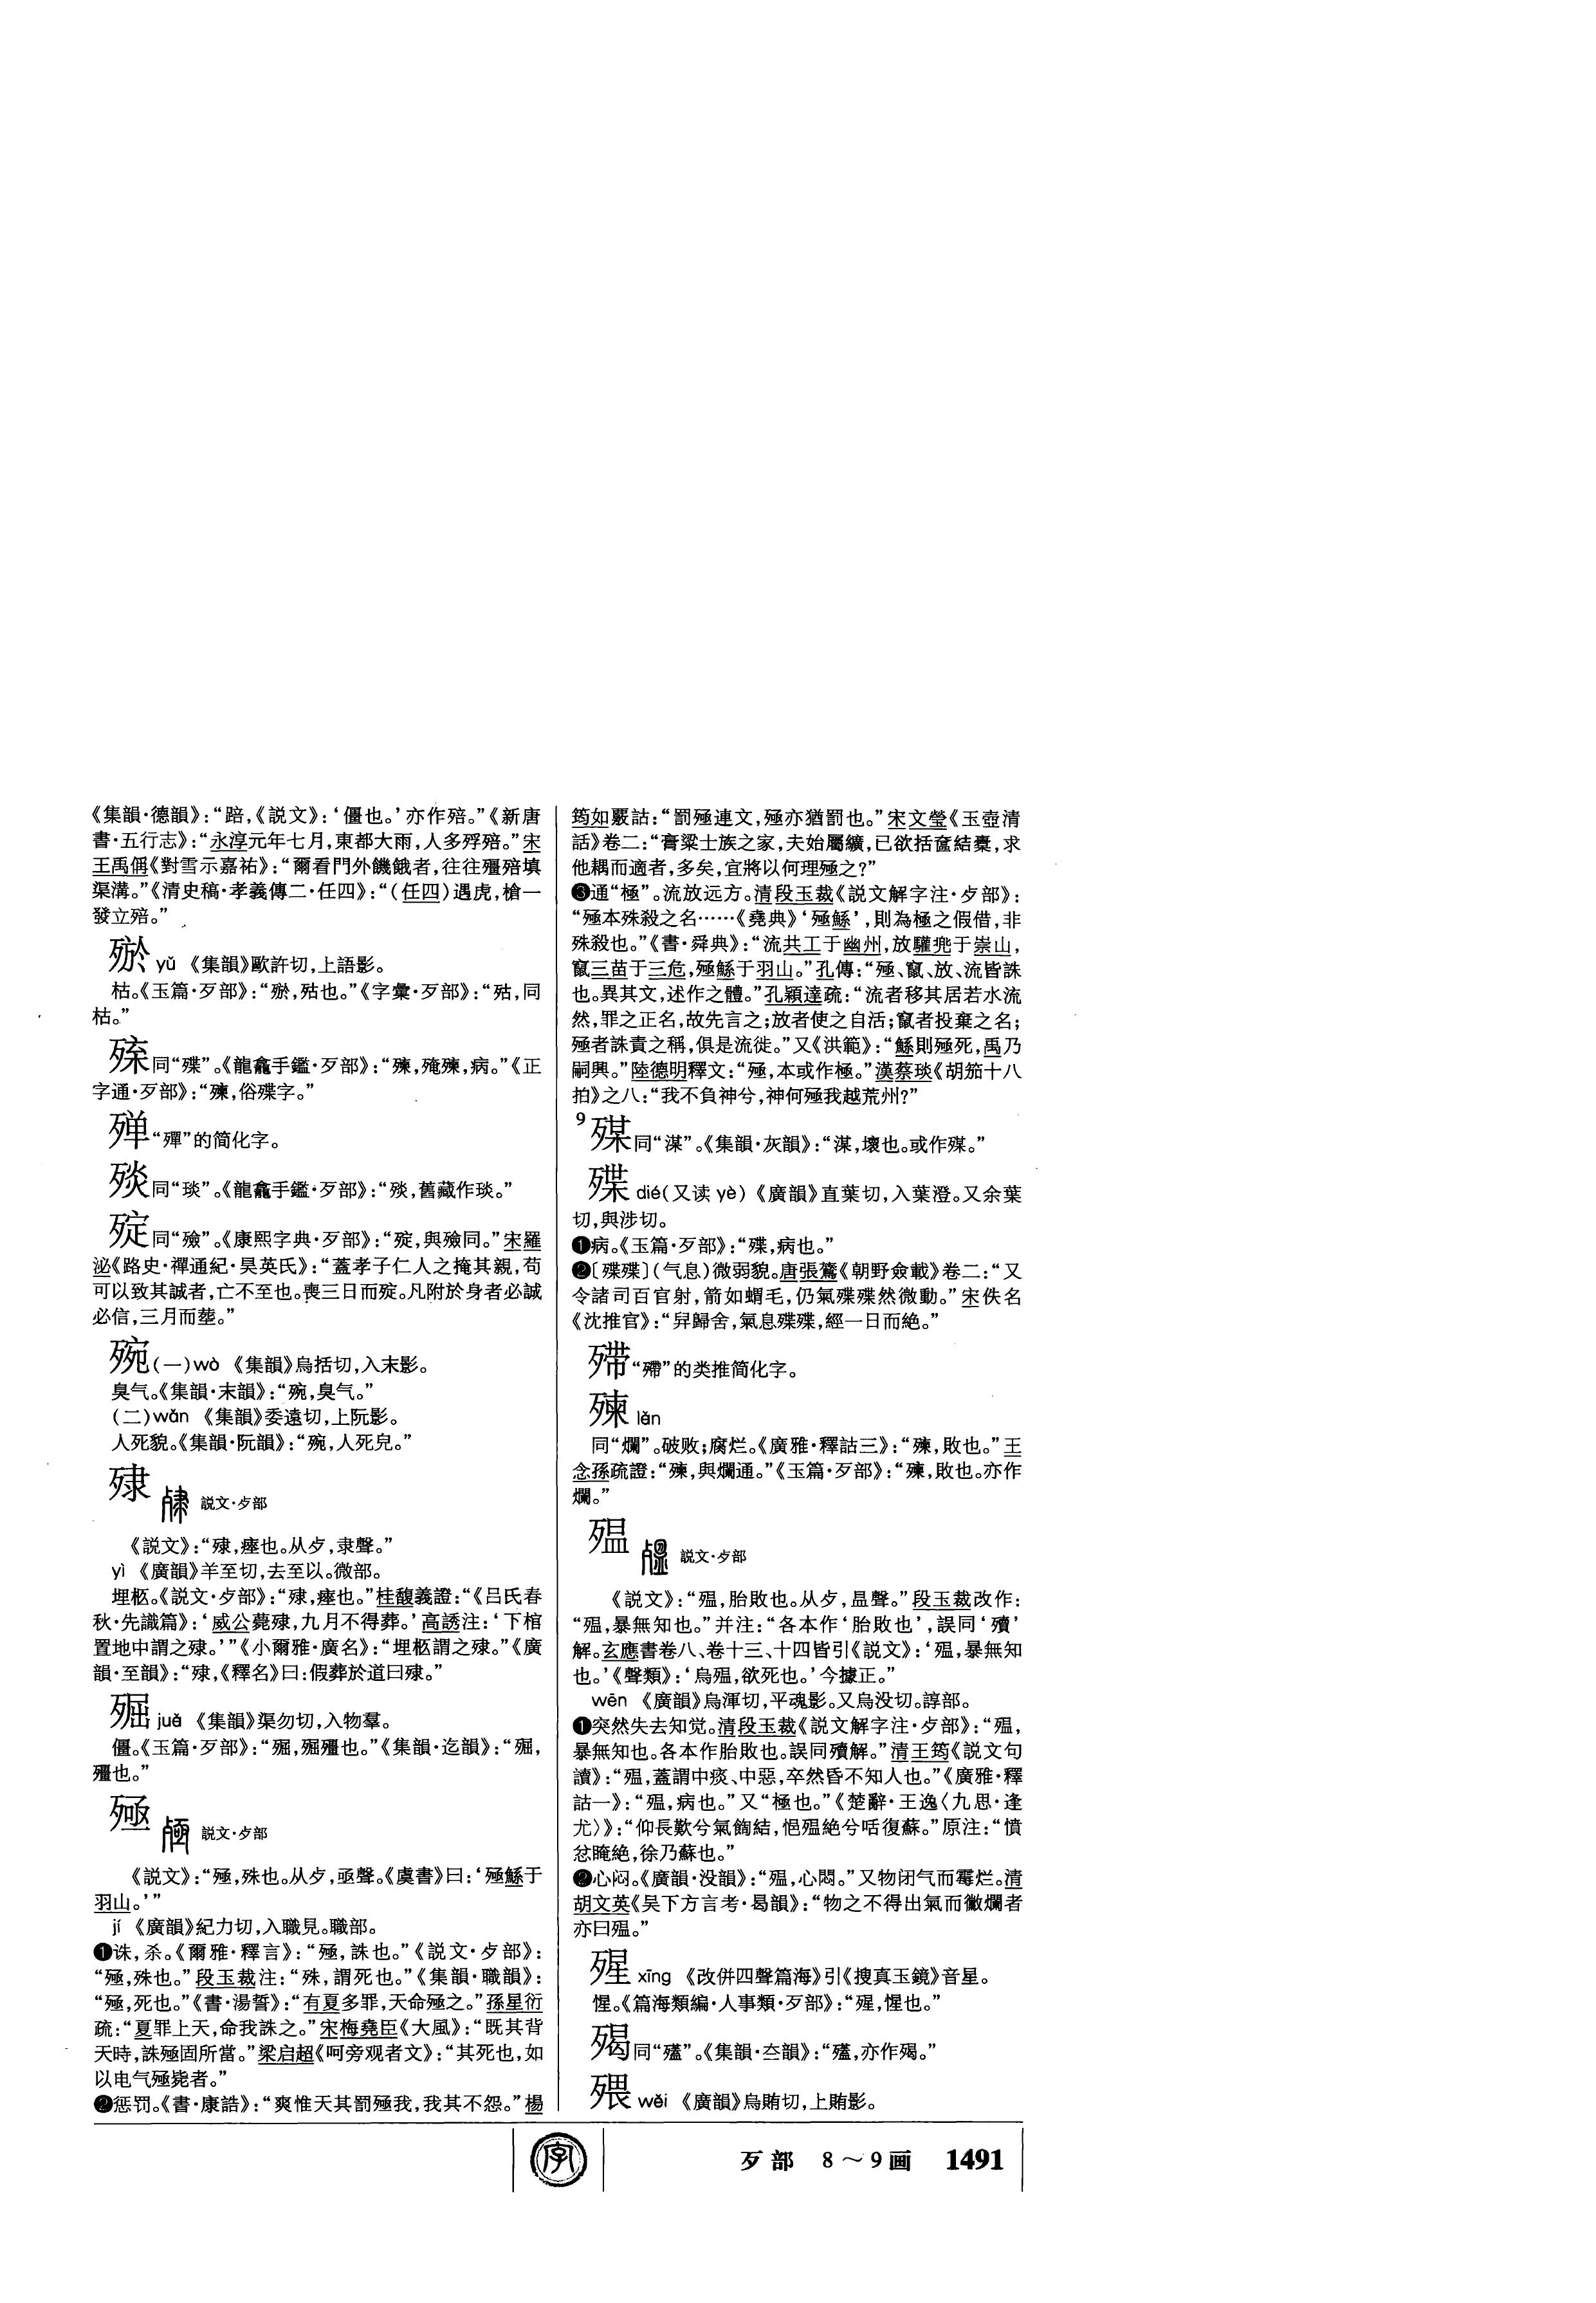 《集韻·德韻》：“踣，《説文》：‘僵也。’亦作殕。”《新唐
書·五行志》：“永淳元年七月，東都大雨，人多殍殕。”宋
王禹偁《對雪示嘉祐》：“爾看門外饑餓者，往往殭殕填
渠溝。”《清史稿·孝義傳二·任四》：“(任四)遇虎，槍一
發立殕。”
殀 yǔ 《集韻》歐許切，上語影。
枯。《玉篇·歹部》：“，殆也。”《字彙·歹部》：“，同
枯。”
同“殜”。《龍龕手鑑·歹部》：“，殗，病。”《正
字通·歹部》：“，俗殜字。”
殚“殫”的简化字。
同“琰”。《龍龕手鑑·歹部》：“，舊藏作琰。”
同“殮”。《康熙字典·歹部》：“，與殮同。”宋羅
泌《路史·禪通紀·昊英氏》：“蓋孝子仁人之掩其親，苟
可以致其誠者，亡不至也。喪三日而。凡附於身者必誠
必信，三月而塟。”
(一)wò 《集韻》烏括切，入末影。
臭气。《集韻·末韻》：“，臭气。”
(二)wǎn 《集韻》委遠切，上阮影。
人死貌。《集韻·阮韻》：“，人死皃。”
殔 説文·歺部
《説文》：“殔，瘞也。从歺，隶聲。”
yì 《廣韻》羊至切，去至以。微部。
埋柩。《説文·歺部》：“殔，瘞也。”桂馥義證：“《吕氏春
秋·先識篇》：‘威公薨殔，九月不得葬。’高誘注：‘下棺
置地中謂之殔。’”《小爾雅·廣名》：“埋柩謂之殔。”《廣
韻·至韻》：“殔，《釋名》曰：假葬於道曰殔。”
juě 《集韻》渠勿切，入物羣。
僵。《玉篇·歹部》：“，殭也。”《集韻·迄韻》：“，
殭也。”
殛 説文·歺部
《説文》：“殛，殊也。从歺，亟聲。《虞書》曰：‘殛鯀于
羽山。’”
jí 《廣韻》紀力切，入職見。職部。
❶诛，杀。《爾雅·釋言》：“殛，誅也。”《説文·歺部》：
“殛，殊也。”段玉裁注：“殊，謂死也。”《集韻·職韻》：
“殛，死也。”《書·湯誓》：“有夏多罪，天命殛之。”孫星衍
疏：“夏罪上天，命我誅之。”宋梅堯臣《大風》：“既其背
天時，誅殛固所當。”梁启超《呵旁观者文》：“其死也，如
以电气殛毙者。”
❷惩罚。《書·康誥》：“爽惟天其罰殛我，我其不怨。”楊
筠如覈詁：“罰殛連文，殛亦猶罰也。”宋文瑩《玉壺清
話》卷二：“膏粱士族之家，夫始屬纊，已欲括奩結橐，求
他耦而適者，多矣，宜將以何理殛之？”
❸通“極”。流放远方。清段玉裁《説文解字注·歺部》：
“殛本殊殺之名……《堯典》‘殛鯀’，則為極之假借，非
殊殺也。”《書·舜典》：“流共工于幽州，放驩兜于崇山，
竄三苗于三危，殛鯀于羽山。”孔傳：“殛、竄、放、流皆誅
也。異其文，述作之體。”孔穎達疏：“流者移其居若水流
然，罪之正名，故先言之；放者使之自活；竄者投棄之名；
殛者誅責之稱，俱是流徙。”又《洪範》：“鯀則殛死，禹乃
嗣興。”陸德明釋文：“殛，本或作極。”漢蔡琰《胡笳十八
拍》之八：“我不負神兮，神何殛我越荒州？”
9
同“𣨱”。《集韻·灰韻》：“，壞也。或作。”
殜 dié(又读 yè) 《廣韻》直葉切，入葉澄。又余葉
切，與涉切。
❶病。《玉篇·歹部》：“殜，病也。”
❷〔殜殜〕(气息)微弱貌。唐張鷟《朝野僉載》卷二：“又
令諸司百官射，箭如蝟毛，仍氣殜殜然微動。”宋佚名
《沈推官》：“舁歸舍，氣息殜殜，經一日而絶。”
“殢”的类推简化字。
lǎn
同“爛”。破败；腐烂。《廣雅·釋詁三》：“，敗也。”王
念孫疏證：“，與爛通。”《玉篇·歹部》：“，敗也。亦作
爛。”
殟 説文·歺部
《説文》：“殟，胎敗也。从歺，昷聲。”段玉裁改作：
“殟，暴無知也。”并注：“各本作‘胎敗也’，誤同‘殰’
解。玄應書卷八、卷十三、十四皆引《説文》：‘殟，暴無知
也。’《聲類》：‘烏殟，欲死也。’今據正。”
wēn 《廣韻》烏渾切，平魂影。又烏没切。諄部。
❶突然失去知觉。清段玉裁《説文解字注·歺部》：“殟，
暴無知也。各本作胎敗也。誤同殰解。”清王筠《説文句
讀》：“殟，蓋謂中痰、中惡，卒然昏不知人也。”《廣雅·釋
詁一》：“殟，病也。”又“極也。”《楚辭·王逸〈九思·逢
尤〉》：“仰長歎兮氣𩜺結，悒殟絶兮咶復蘇。”原注：“憤
忿晻絶，徐乃蘇也。”
❷心闷。《廣韻·没韻》：“殟，心悶。”又物闭气而霉烂。清
胡文英《吴下方言考·曷韻》：“物之不得出氣而黴爛者
亦曰殟。”
xīng 《改併四聲篇海》引《搜真玉鏡》音星。
惺。《篇海類編·人事類·歹部》：“，惺也。”
同“𣩄”。《集韻·夳韻》：“，亦作。”
wěi 《廣韻》烏賄切，上賄影。
字
歹部 8～9画 1491